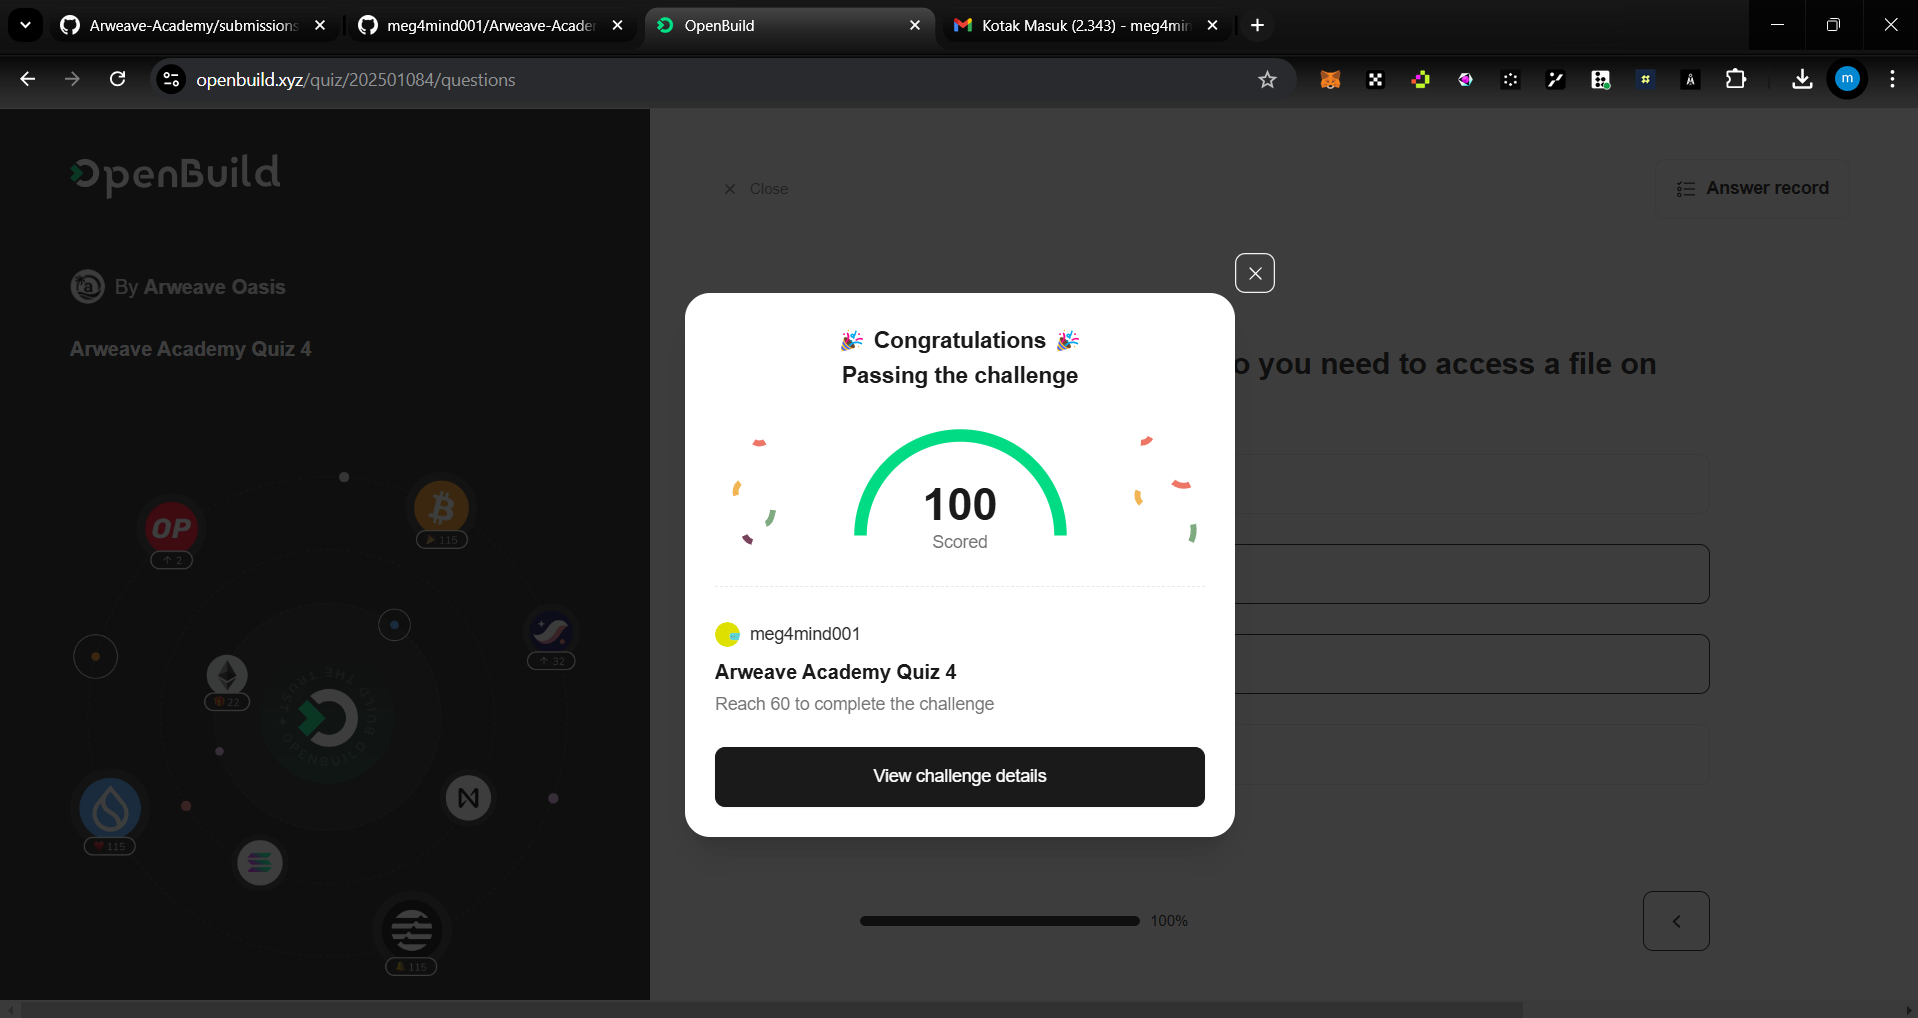 Arweave-Academy/submissions
meg4mind001/Arweave-Acader
OpenBuild
Kotak Masuk (2.343) - meg4min
openbuild.xyz/quiz/202501084/questions
m
OpenBuild
Close
Answer record
By Arweave Oasis
Arweave Academy Quiz 4
o you need to access a file on
🎉 Congratulations 🎉
Passing the challenge
100
Scored
meg4mind001
Arweave Academy Quiz 4
Reach 60 to complete the challenge
View challenge details
OP
2
115
32
22
115
115
100%